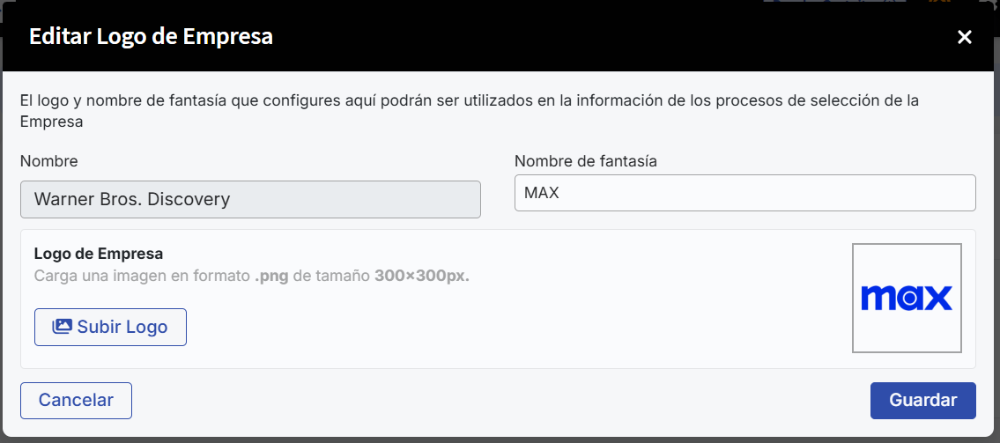 Editar Logo de Empresa
El logo y nombre de fantasía que configures aquí podrán ser utilizados en la información de los procesos de selección de la
Empresa
Nombre
Nombre de fantasía
Warner Bros. Discovery
MAX
Logo de Empresa
Carga una imagen en formato .png de tamaño 300x300px.
max
Subir Logo
Cancelar
Guardar